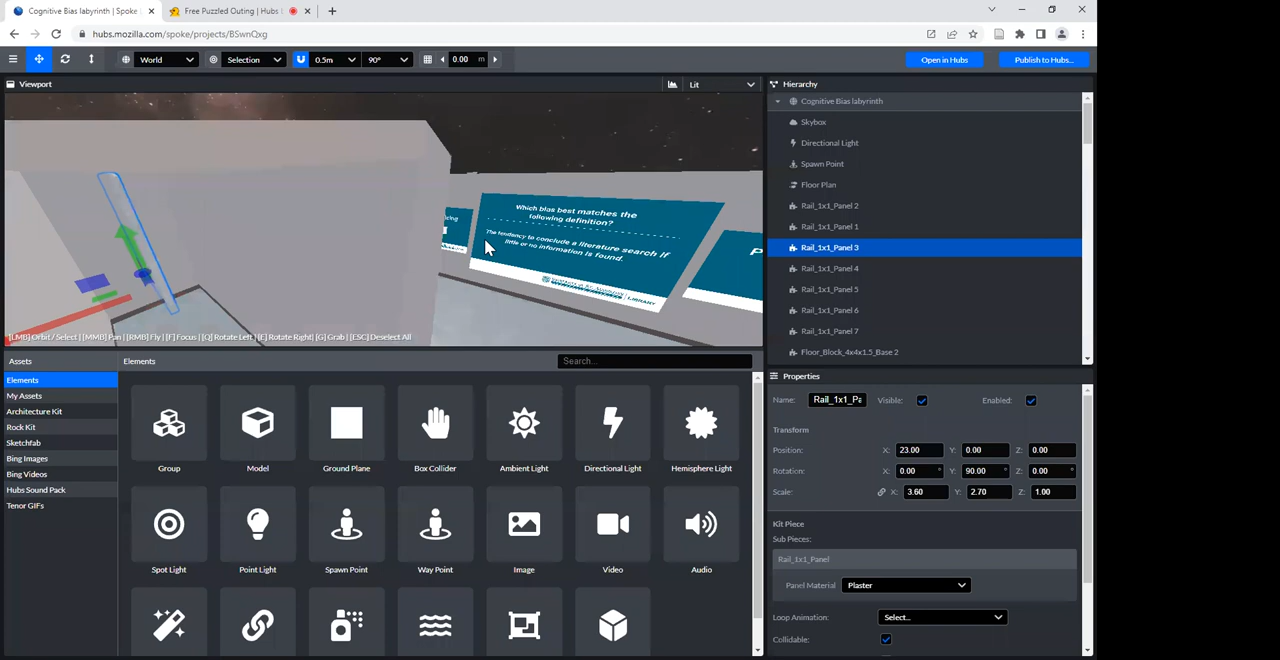 Cognitive Bias labyrinth | Spoke
Free Puzzled Outing | Hubs
hubs.mozilla.com/spoke/projects/BSwnQxg
World
Selection
0.5m
90°
0.00 m
Open in Hubs
Publish to Hubs...
Viewport
Lit
Which bias best matches the
following definition?
The tendency to conclude a literature search if
little or no information is found.
LIBRARY
[LMB] Orbit / Select | [MMB] Pan | [RMB] Fly | [F] Focus | [Q] Rotate Left | [E] Rotate Right | [G] Grab | [ESC] Deselect All
Hierarchy
Cognitive Bias labyrinth
Skybox
Directional Light
Spawn Point
Floor Plan
Rail_1x1_Panel 2
Rail_1x1_Panel 1
Rail_1x1_Panel 3
Rail_1x1_Panel 4
Rail_1x1_Panel 5
Rail_1x1_Panel 6
Rail_1x1_Panel 7
Floor_Block_4x4x1.5_Base 2
Assets
Elements
My Assets
Architecture Kit
Rock Kit
Sketchfab
Bing Images
Bing Videos
Hubs Sound Pack
Tenor GIFs
Elements
Search...
Group
Model
Ground Plane
Box Collider
Ambient Light
Directional Light
Hemisphere Light
Spot Light
Point Light
Spawn Point
Way Point
Image
Video
Audio
Properties
Name: Rail_1x1_Pa Visible: Enabled:
Transform
Position: X: 23.00 Y: 0.00 Z: 0.00
Rotation: X: 0.00 ° Y: 90.00 ° Z: 0.00 °
Scale: X: 3.60 Y: 2.70 Z: 1.00
Kit Piece
Sub Pieces:
Rail_1x1_Panel
Panel Material Plaster
Loop Animation: Select...
Collidable: